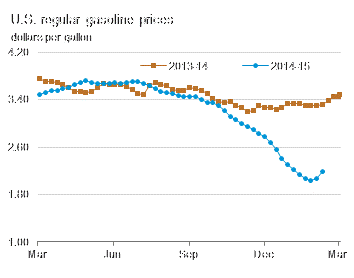 U.S. regular gasoline prices
dollars per gallon
4.20
2013-14
2014-15
3.40
2.60
1.80
1.00
Mar Jun Sep Dec Mar